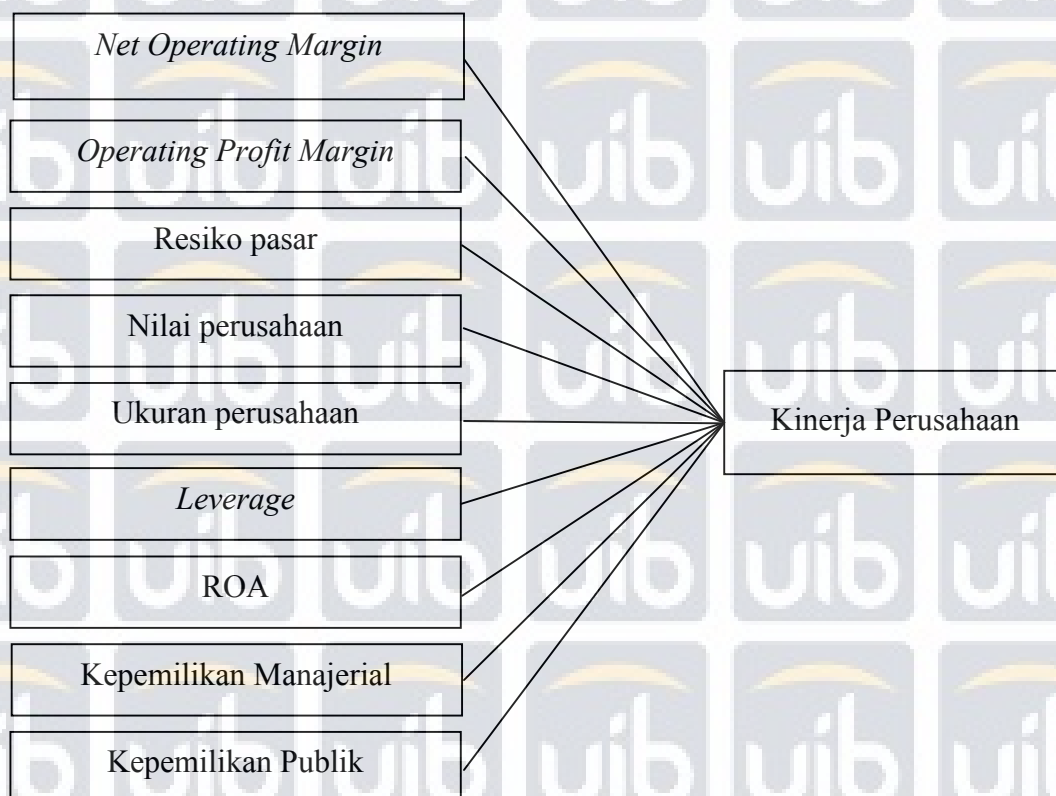 Net Operating Margin
Operating Profit Margin
Resiko pasar
Nilai perusahaan
Ukuran perusahaan
Leverage
ROA
Kepemilikan Manajerial
Kepemilikan Publik
Kinerja Perusahaan